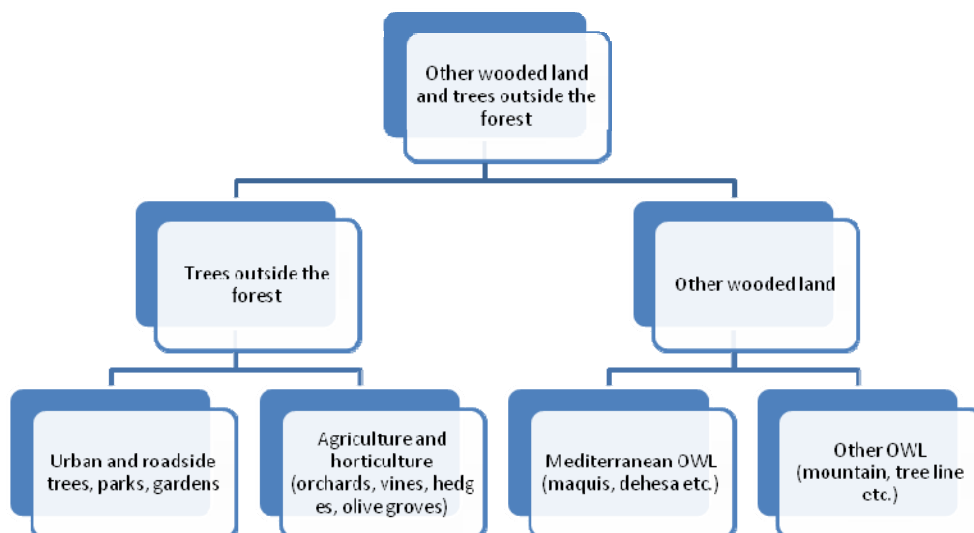 Other wooded land
and trees outside the
forest
Trees outside the
forest
Other wooded land
Urban and roadside
trees, parks, gardens
Agriculture and
horticulture
(orchards, vines, hedg
es, olive groves)
Mediterranean OWL
(maquis, dehesa etc.)
Other OWL
(mountain, tree line
etc.)